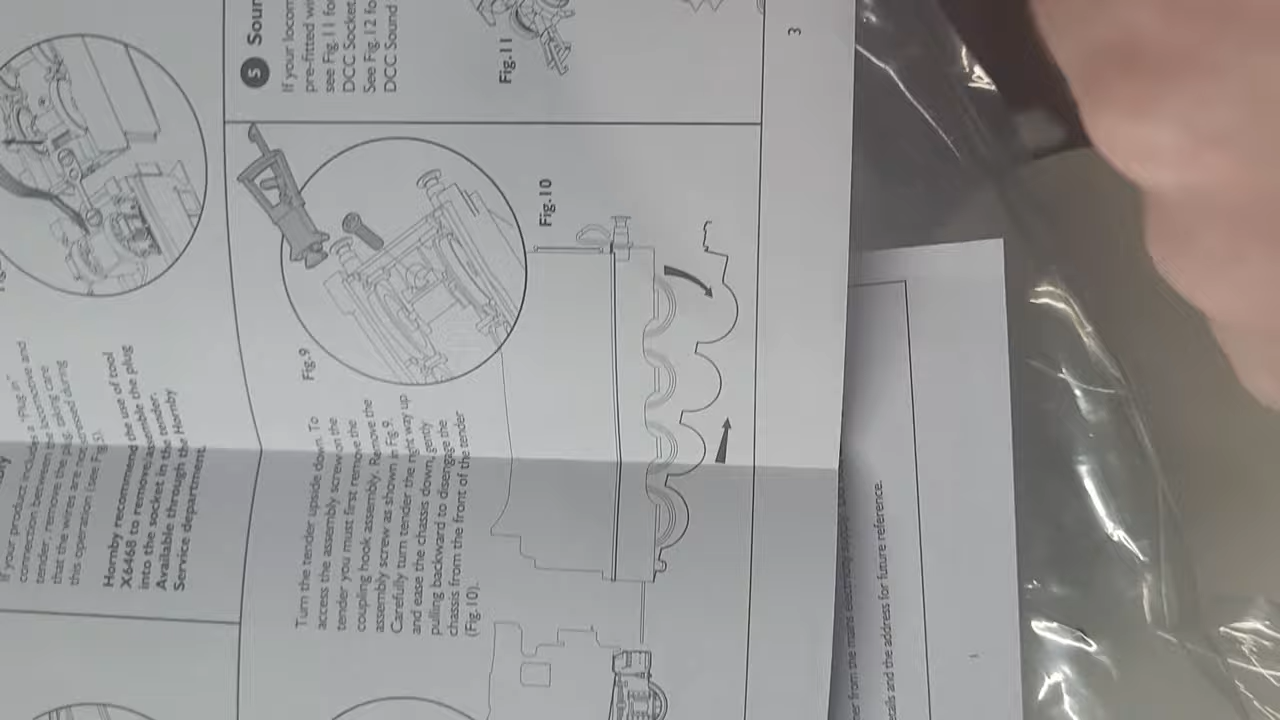 If your product includes a "plug in"
connection between the locomotive and
tender, remove the plug, taking care
that the wires are not
this operation (see Fig
Hornby recommend the use of tool
X6468 to remove/assemble the plug
into the socket in the tender.
Available through the Hornby
Service department.
Turn the tender upside down. To
access the assembly screw on the
tender you must first remove the
coupling hook assembly. Remove the
assembly screw as shown in Fig.9.
Carefully turn tender the right way up
and ease the chassis down, gently
pulling backward to disengage the
chassis from the front of the tender
(Fig.10).
Fig.9
Fig.10
5 Soun
If your locom
pre-fitted wi
see Fig.11 for
DCC Socket
See Fig.12 fo
DCC Sound
Fig.11
3
from the mains electricity
and the address for future reference.
1